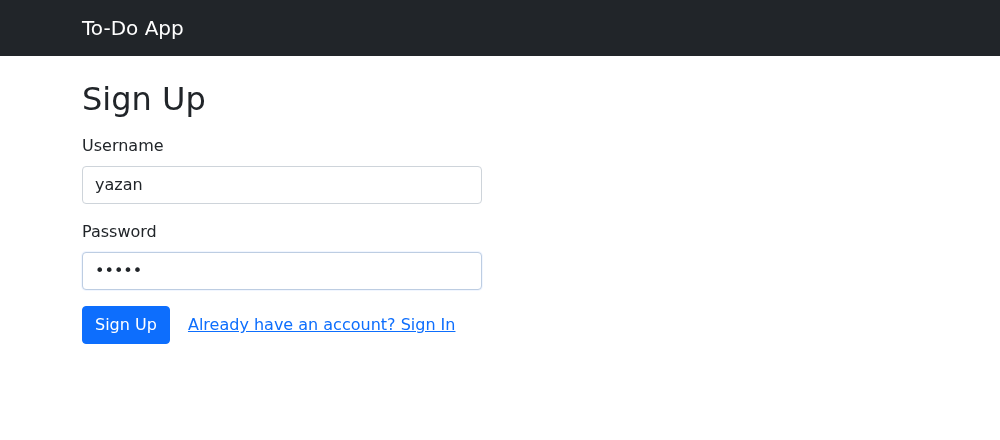 To-Do App
Sign Up
Username
yazan
Password
•••••
Sign Up Already have an account? Sign In